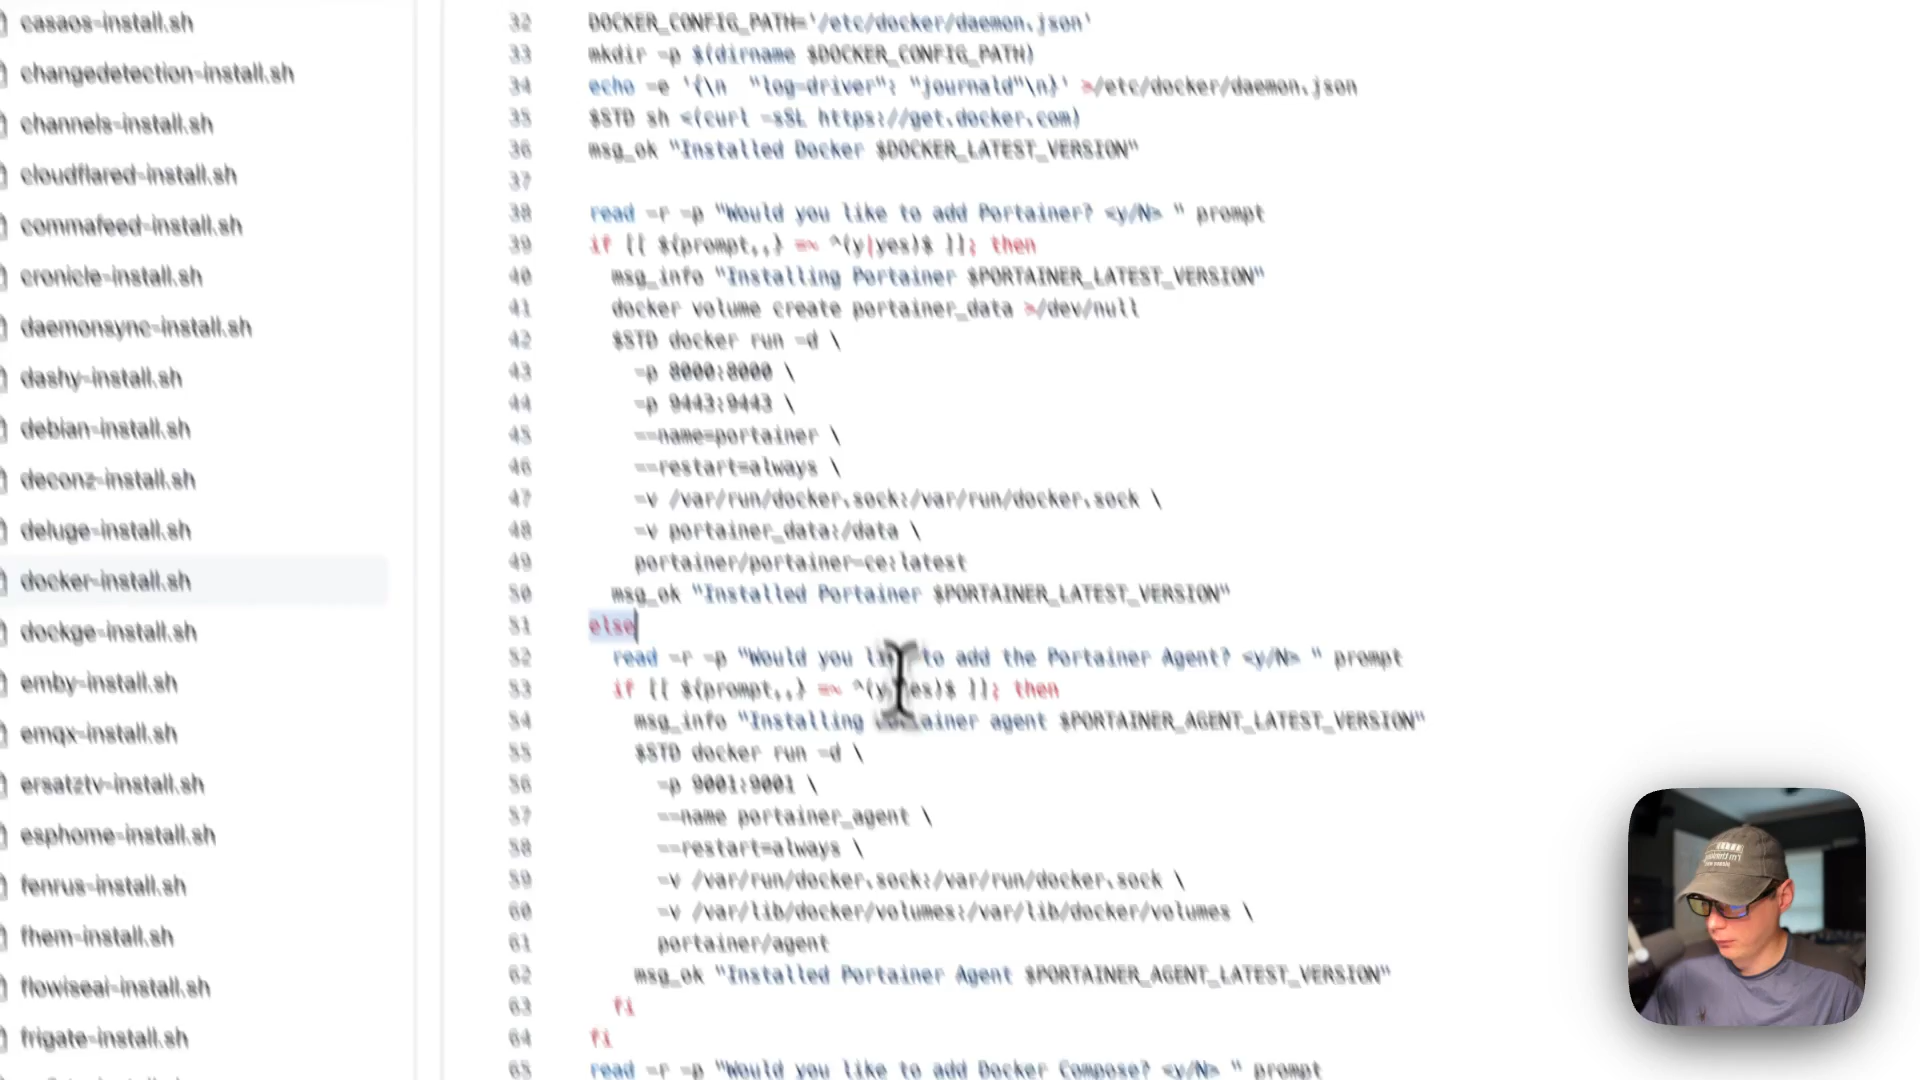 casaos-install.sh
changedetection-install.sh
channels-install.sh
cloudflared-install.sh
commafeed-install.sh
cronicle-install.sh
daemonsync-install.sh
dashy-install.sh
debian-install.sh
deconz-install.sh
deluge-install.sh
docker-install.sh
dockge-install.sh
emby-install.sh
emqx-install.sh
ersatztv-install.sh
esphome-install.sh
fenrus-install.sh
fhem-install.sh
flowiseai-install.sh
frigate-install.sh
32 DOCKER_CONFIG_PATH='/etc/docker/daemon.json'
33 mkdir -p $(dirname $DOCKER_CONFIG_PATH)
34 echo -e '{\n  "log-driver": "journald"\n}' >/etc/docker/daemon.json
35 $STD sh <(curl -sSL https://get.docker.com)
36 msg_ok "Installed Docker $DOCKER_LATEST_VERSION"
37
38 read -r -p "Would you like to add Portainer? <y/N> " prompt
39 if [[ ${prompt,,} =~ ^(y|yes)$ ]]; then
40   msg_info "Installing Portainer $PORTAINER_LATEST_VERSION"
41   docker volume create portainer_data >/dev/null
42   $STD docker run -d \
43     -p 8000:8000 \
44     -p 9443:9443 \
45     --name=portainer \
46     --restart=always \
47     -v /var/run/docker.sock:/var/run/docker.sock \
48     -v portainer_data:/data \
49     portainer/portainer-ce:latest
50   msg_ok "Installed Portainer $PORTAINER_LATEST_VERSION"
51 else
52   read -r -p "Would you like to add the Portainer Agent? <y/N> " prompt
53   if [[ ${prompt,,} =~ ^(y|yes)$ ]]; then
54     msg_info "Installing Portainer agent $PORTAINER_AGENT_LATEST_VERSION"
55     $STD docker run -d \
56       -p 9001:9001 \
57       --name portainer_agent \
58       --restart=always \
59       -v /var/run/docker.sock:/var/run/docker.sock \
60       -v /var/lib/docker/volumes:/var/lib/docker/volumes \
61       portainer/agent
62     msg_ok "Installed Portainer Agent $PORTAINER_AGENT_LATEST_VERSION"
63   fi
64 fi
65 read -r -p "Would you like to add Docker Compose? <y/N> " prompt